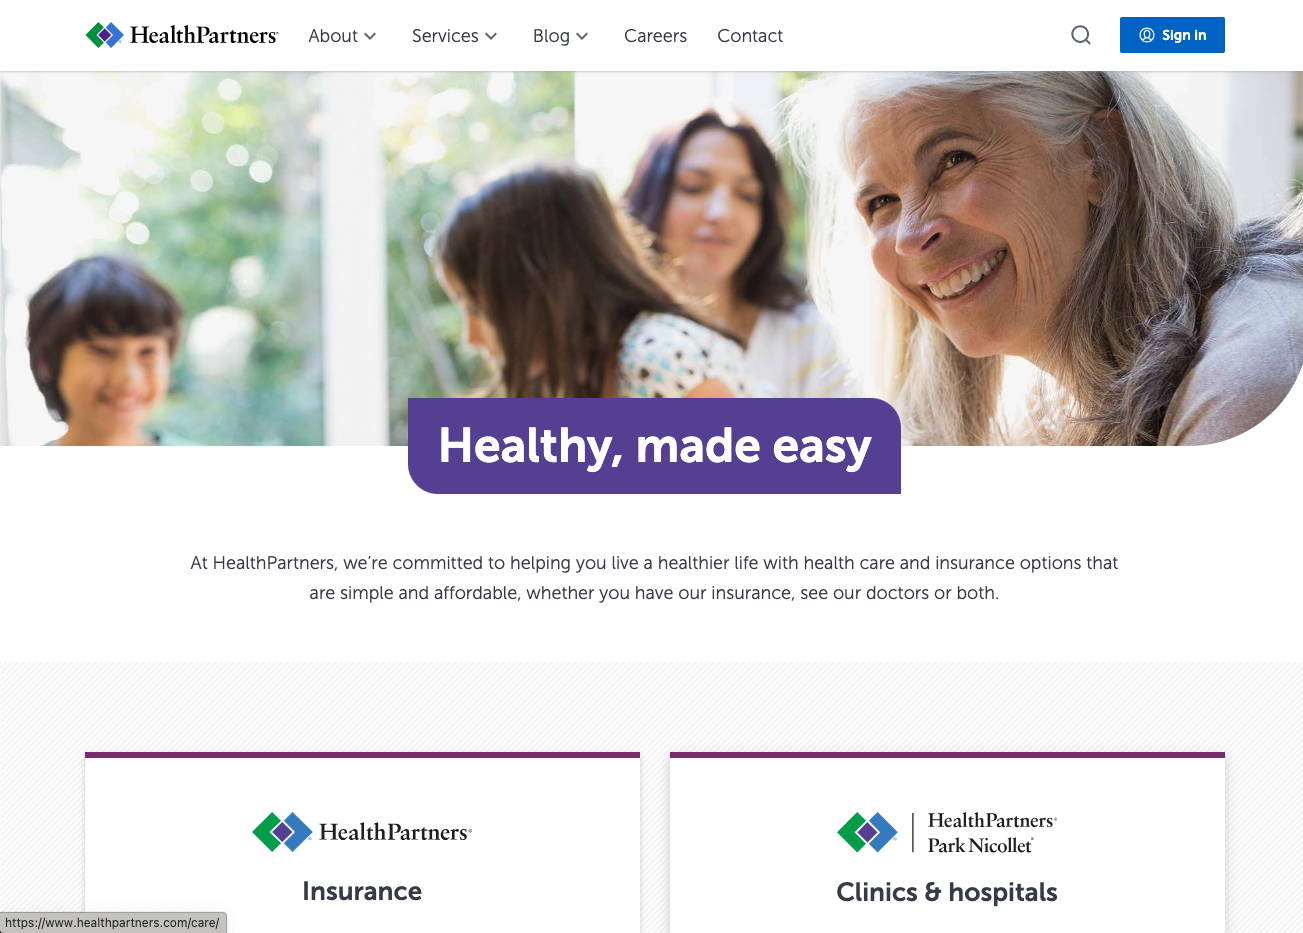 HealthPartners® About Services Blog Careers Contact Sign in
Healthy, made easy
At HealthPartners, we’re committed to helping you live a healthier life with health care and insurance options that
are simple and affordable, whether you have our insurance, see our doctors or both.
HealthPartners®
Insurance
HealthPartners®
Park Nicollet®
Clinics & hospitals
https://www.healthpartners.com/care/